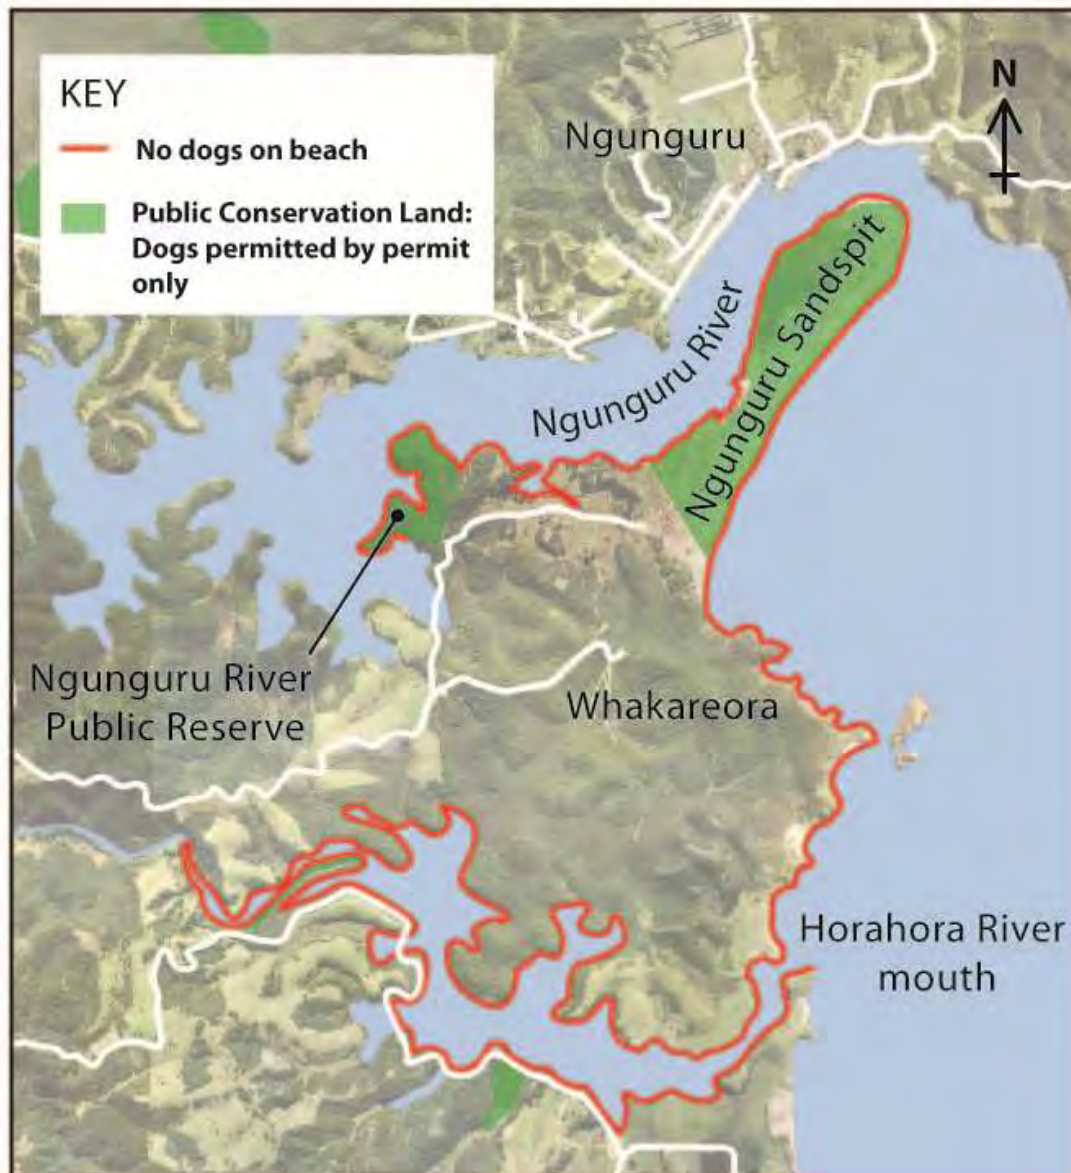 KEY
No dogs on beach
Public Conservation Land:
Dogs permitted by permit
only
N
Ngunguru
Ngunguru River
Ngunguru Sandspit
Ngunguru River
Public Reserve
Whakareora
Horahora River
mouth